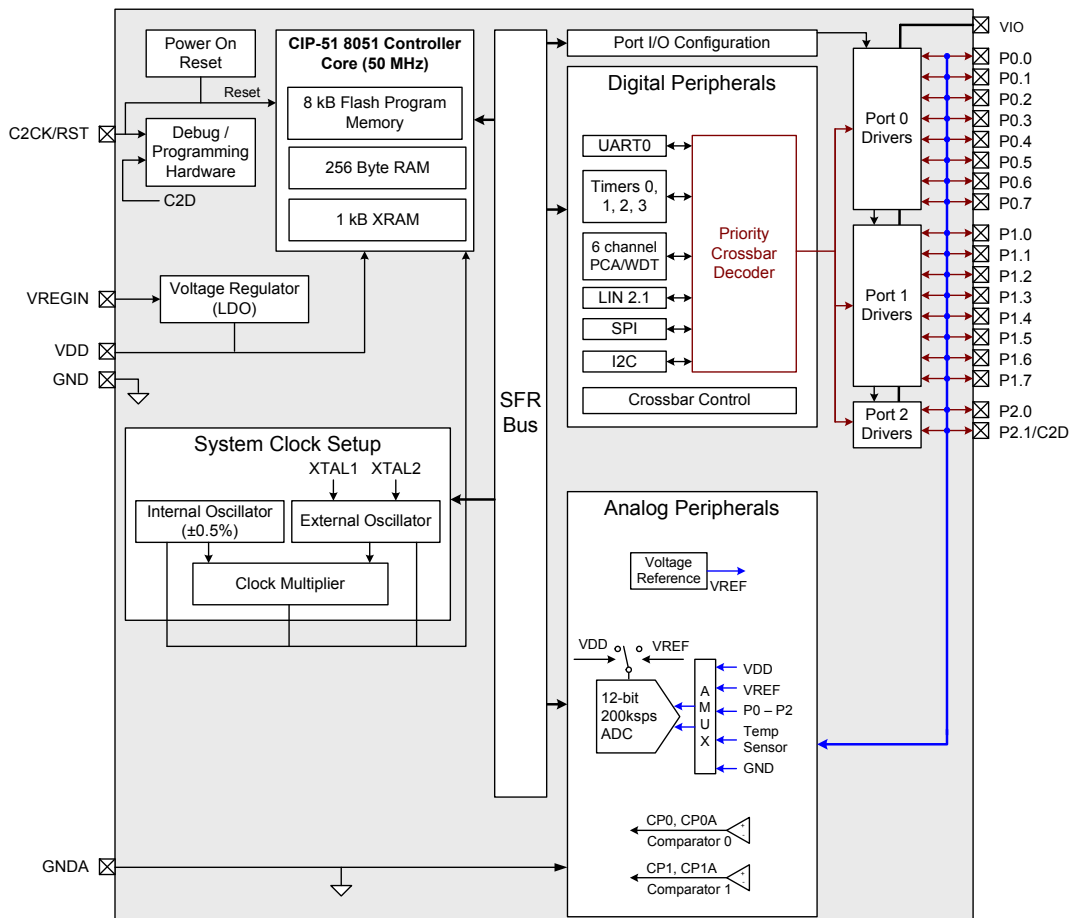 Power On
Reset
CIP-51 8051 Controller
Core (50 MHz)
8 kB Flash Program
Memory
256 Byte RAM
1 kB XRAM
Reset
C2CK/RST
Debug /
Programming
Hardware
C2D
VREGIN
Voltage Regulator
(LDO)
VDD
GND
System Clock Setup
XTAL1
XTAL2
Internal Oscillator
(±0.5%)
External Oscillator
Clock Multiplier
GNDA
SFR
Bus
Port I/O Configuration
Digital Peripherals
UART0
Timers 0,
1, 2, 3
6 channel
PCA/WDT
LIN 2.1
SPI
I2C
Priority
Crossbar
Decoder
Crossbar Control
Port 0
Drivers
Port 1
Drivers
Port 2
Drivers
VIO
P0.0
P0.1
P0.2
P0.3
P0.4
P0.5
P0.6
P0.7
P1.0
P1.1
P1.2
P1.3
P1.4
P1.5
P1.6
P1.7
P2.0
P2.1/C2D
Analog Peripherals
Voltage
Reference
VREF
VDD
VREF
12-bit
200ksps
ADC
A
M
U
X
VDD
VREF
P0 – P2
Temp
Sensor
GND
CP0, CP0A
+
-
Comparator 0
CP1, CP1A
+
-
Comparator 1